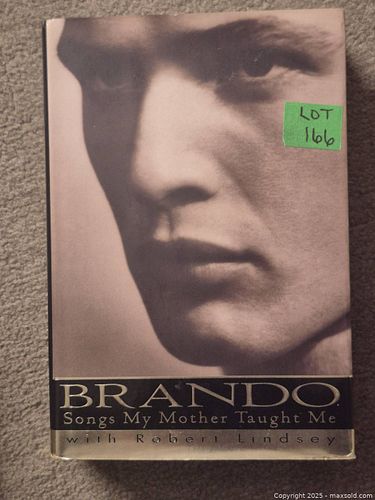 LOT
166
BRANDO
Songs My Mother Taught Me
with Robert Lindsey
Copyright 2025 - maxsold.com